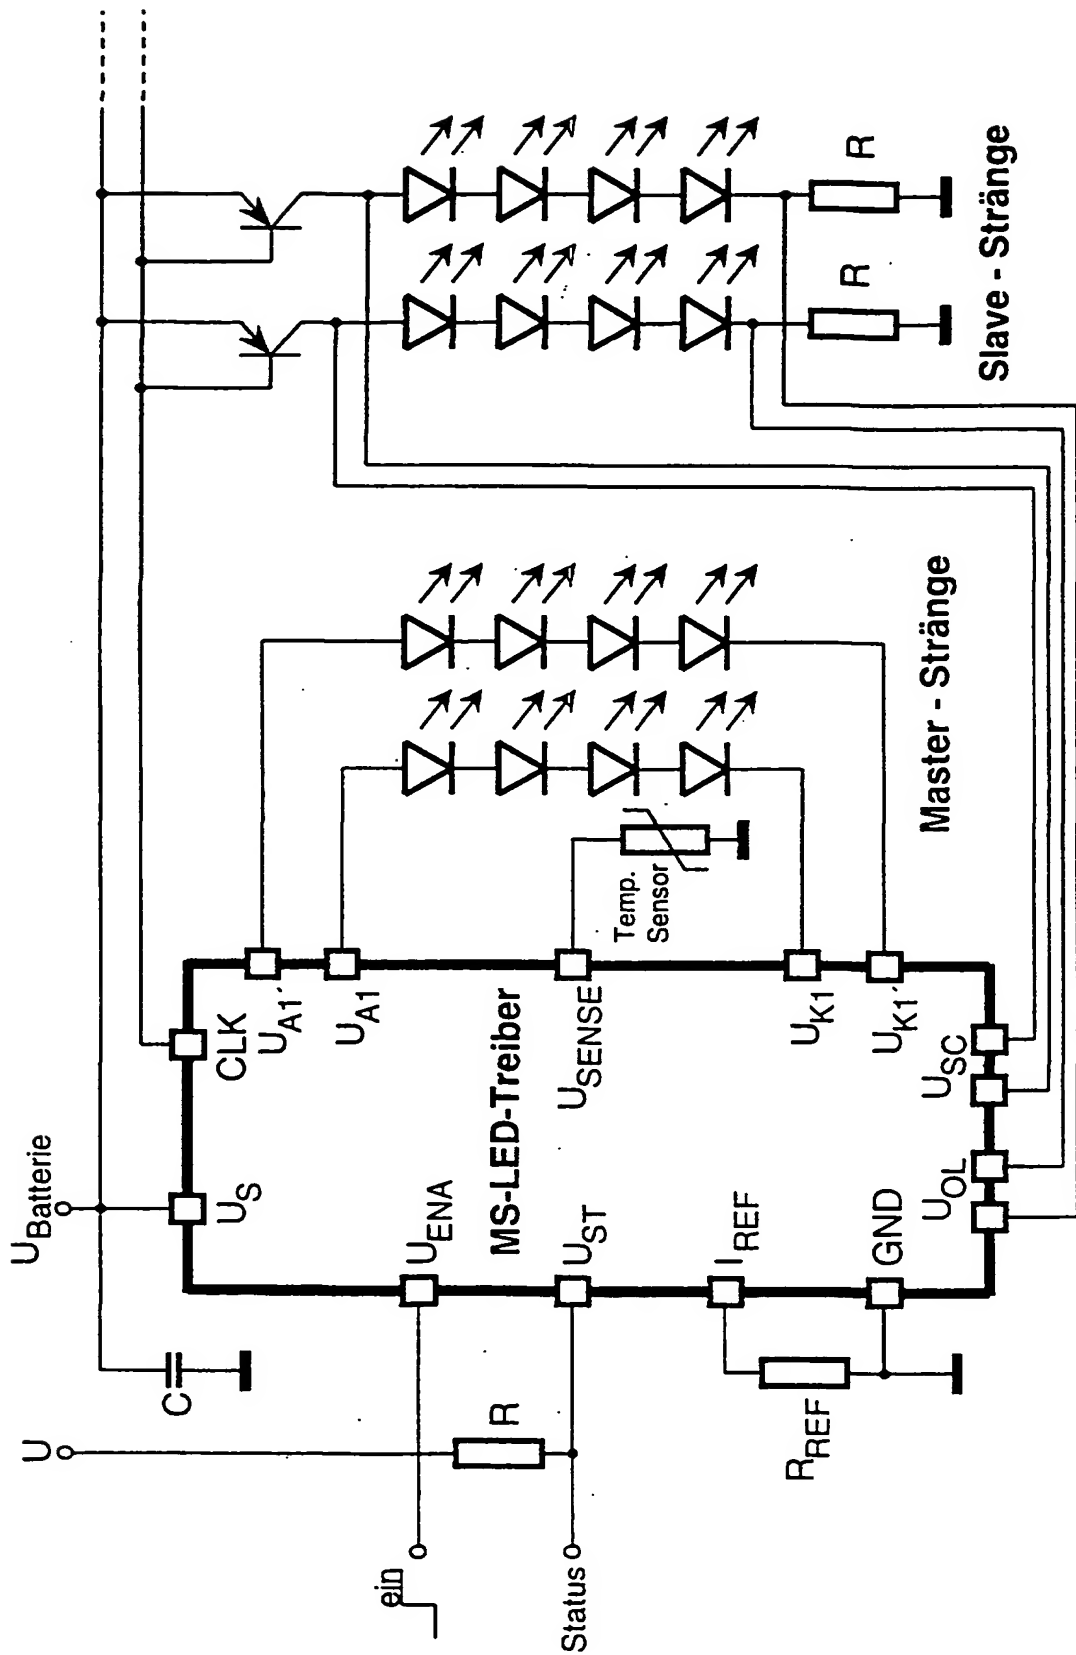 U
U_Batterie
C
ein
Status
R
R_REF
U_S
CLK
U_ENA
U_ST
I_REF
GND
MS-LED-Treiber
U_A1´
U_A1
U_SENSE
U_K1
U_K1´
U_OL
U_SC
Temp.
Sensor
Master - Stränge
R
R
Slave - Stränge